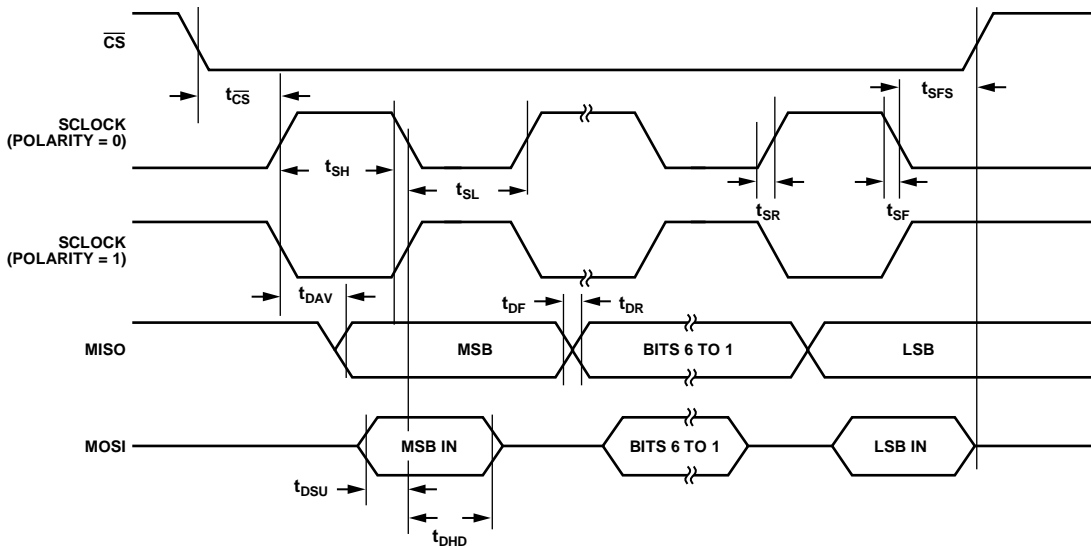 CS
tCS
tSFS
SCLOCK
(POLARITY = 0)
tSH
tSL
tSR
tSF
SCLOCK
(POLARITY = 1)
tDAV
tDF
tDR
MISO
MSB
BITS 6 TO 1
LSB
MOSI
MSB IN
BITS 6 TO 1
LSB IN
tDSU
tDHD